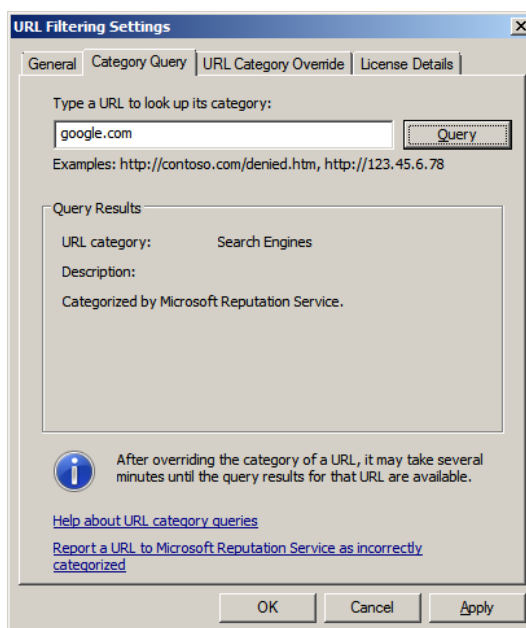 URL Filtering Settings
General Category Query URL Category Override License Details
Type a URL to look up its category:
google.com Query
Examples: http://contoso.com/denied.htm, http://123.45.6.78
Query Results
URL category: Search Engines
Description:
Categorized by Microsoft Reputation Service.
After overriding the category of a URL, it may take several
minutes until the query results for that URL are available.
Help about URL category queries
Report a URL to Microsoft Reputation Service as incorrectly
categorized
OK Cancel Apply